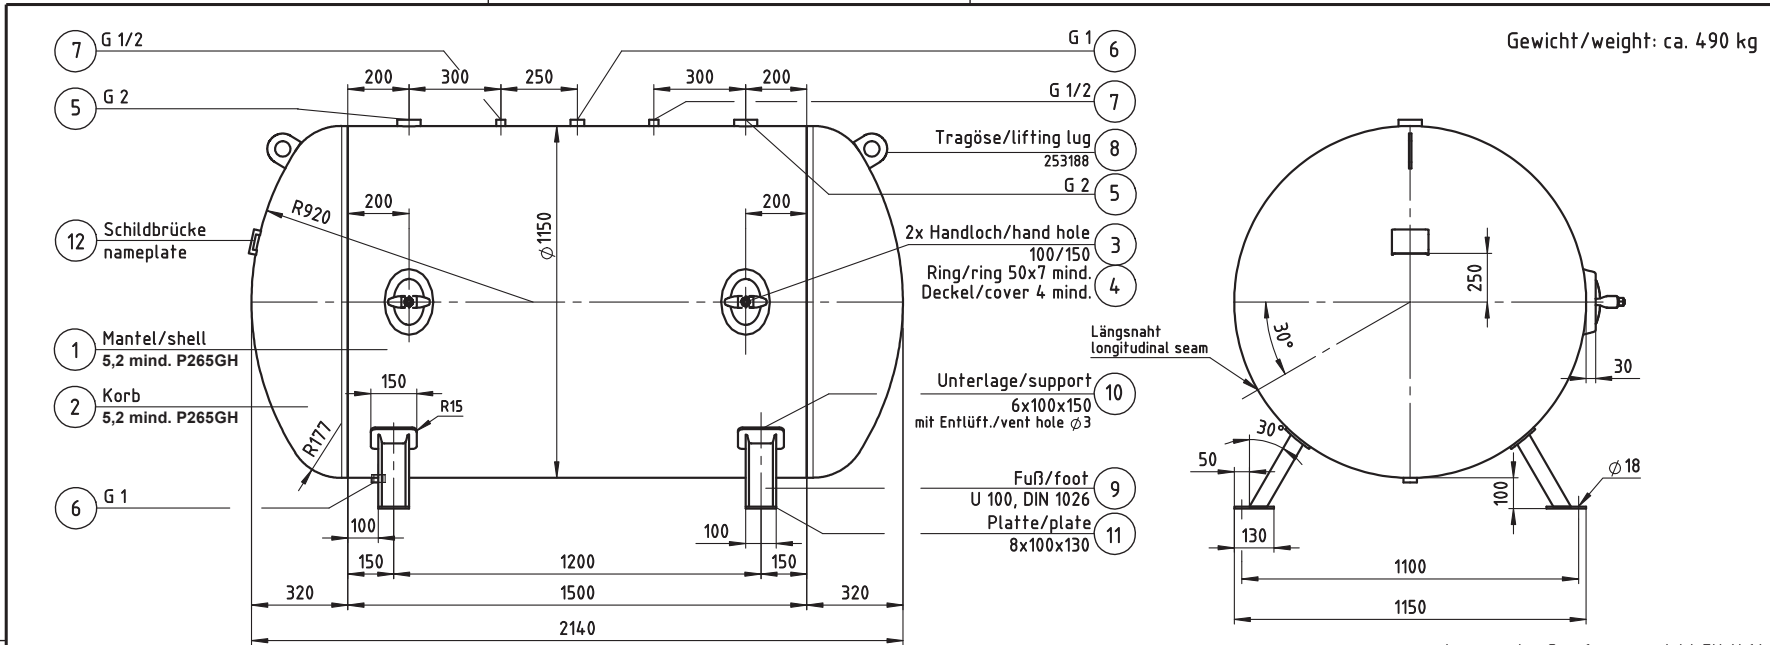 7 G 1/2
5 G 2
G 1 6
G 1/2 7
Gewicht/weight: ca. 490 kg
200 300 250 300 200
Tragöse/lifting lug 8
253188
G 2 5
12 Schildbrücke
nameplate
R920
200
200
Ø1150
2x Handloch/hand hole 3
100/150
Ring/ring 50x7 mind.
Deckel/cover 4 mind. 4
1 Mantel/shell
5,2 mind. P265GH
2 Korb
5,2 mind. P265GH
150
R15
R177
Unterlage/support 10
6x100x150
mit Entlüft./vent hole Ø3
6 G 1
Fuß/foot 9
U 100, DIN 1026
Platte/plate 11
8x100x130
100 100
150 1200 150
320 1500 320
2140
250
30°
Längsnaht
longitudinal seam
30
30°
50
Ø18
100
130
1100
1150